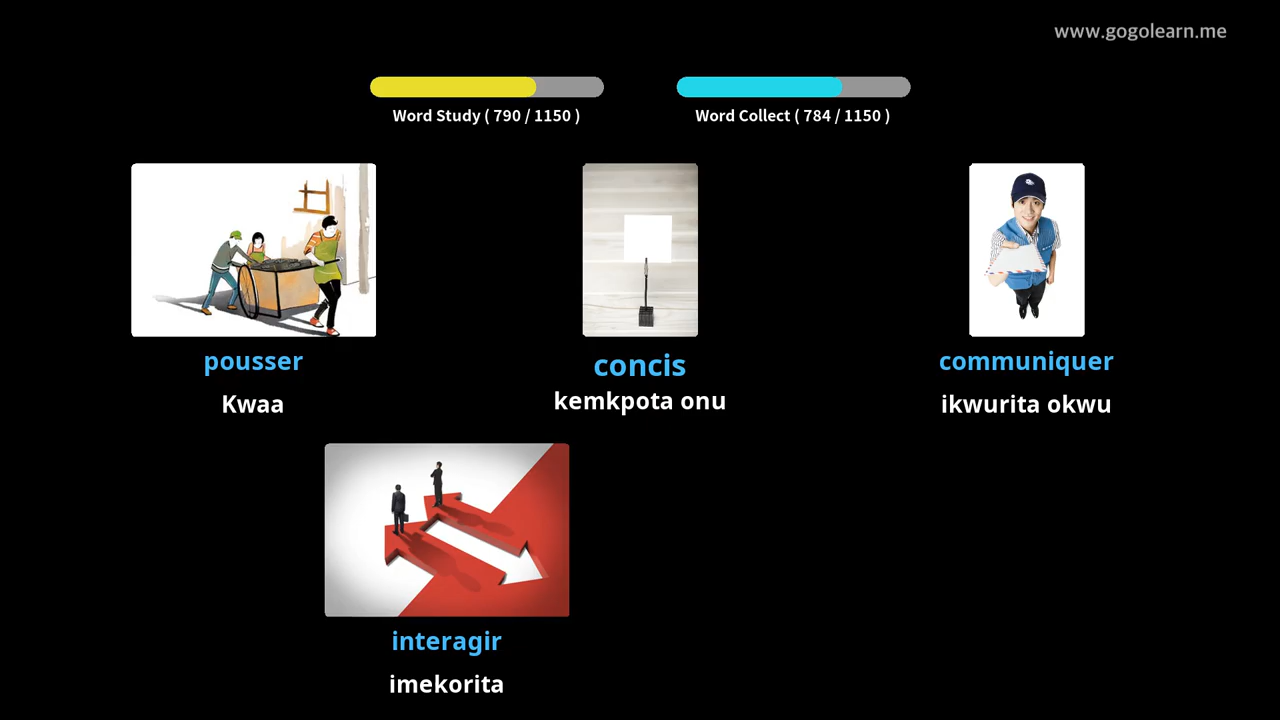 www.gogolearn.me
Word Study ( 790 / 1150 )
Word Collect ( 784 / 1150 )
pousser
Kwaa
concis
kemkpota onu
communiquer
ikwurita okwu
interagir
imekorita